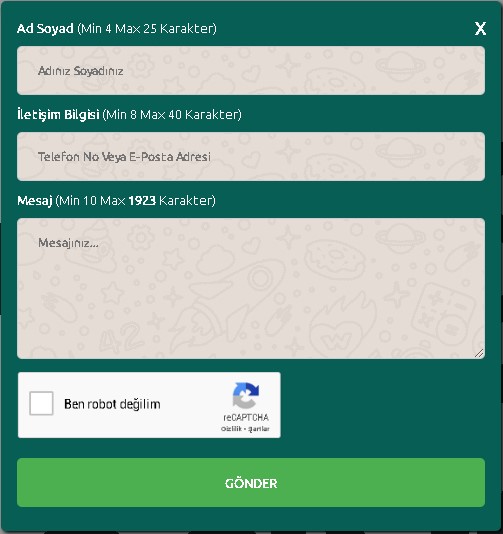 Ad Soyad (Min 4 Max 25 Karakter)
X
Adınız Soyadınız
İletişim Bilgisi (Min 8 Max 40 Karakter)
Telefon No Veya E-Posta Adresi
Mesaj (Min 10 Max 1923 Karakter)
Mesajınız...
Ben robot değilim
reCAPTCHA
Gizlilik - Şartlar
GÖNDER